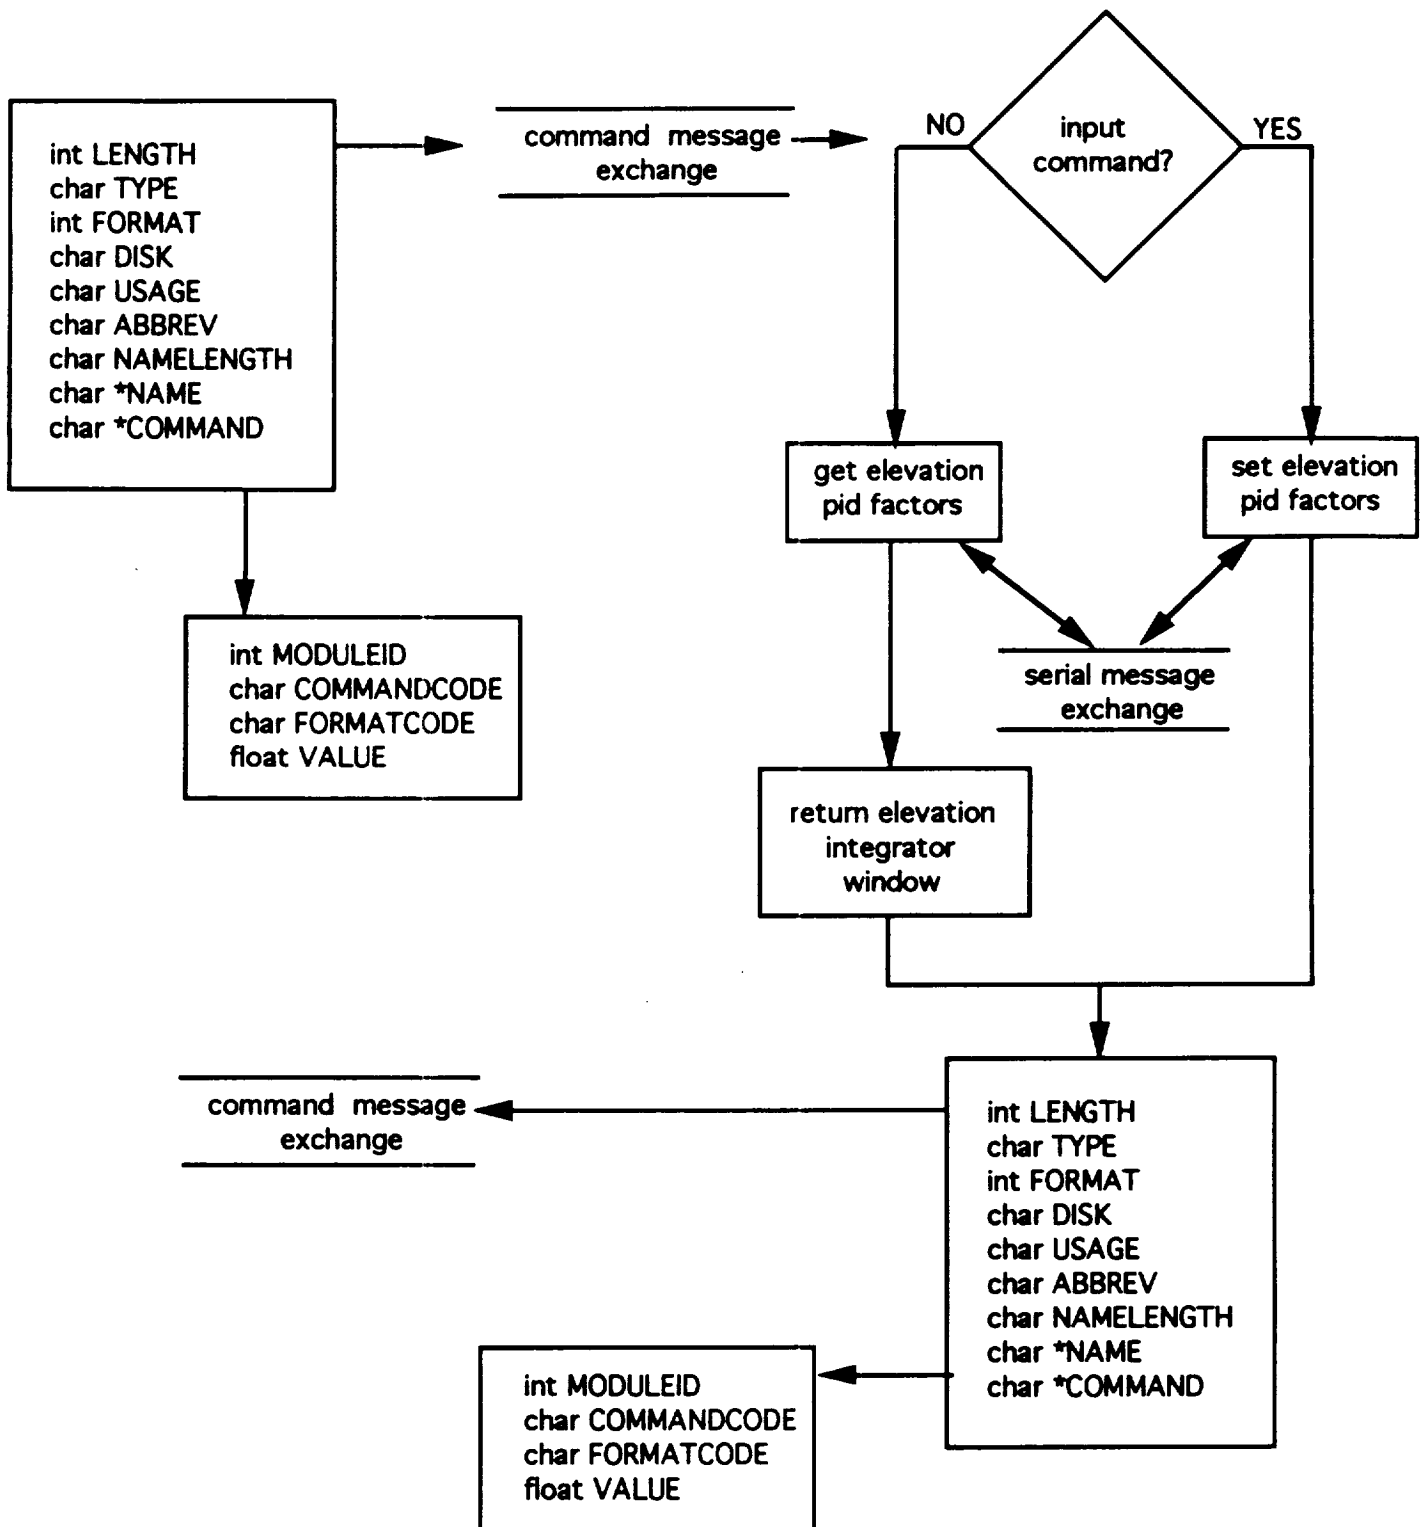 int LENGTH
char TYPE
int FORMAT
char DISK
char USAGE
char ABBREV
char NAMELENGTH
char *NAME
char *COMMAND
command message
exchange
NO
input
command?
YES
get elevation
pid factors
set elevation
pid factors
int MODULEID
char COMMANDCODE
char FORMATCODE
float VALUE
serial message
exchange
return elevation
integrator
window
command message
exchange
int LENGTH
char TYPE
int FORMAT
char DISK
char USAGE
char ABBREV
char NAMELENGTH
char *NAME
char *COMMAND
int MODULEID
char COMMANDCODE
char FORMATCODE
float VALUE